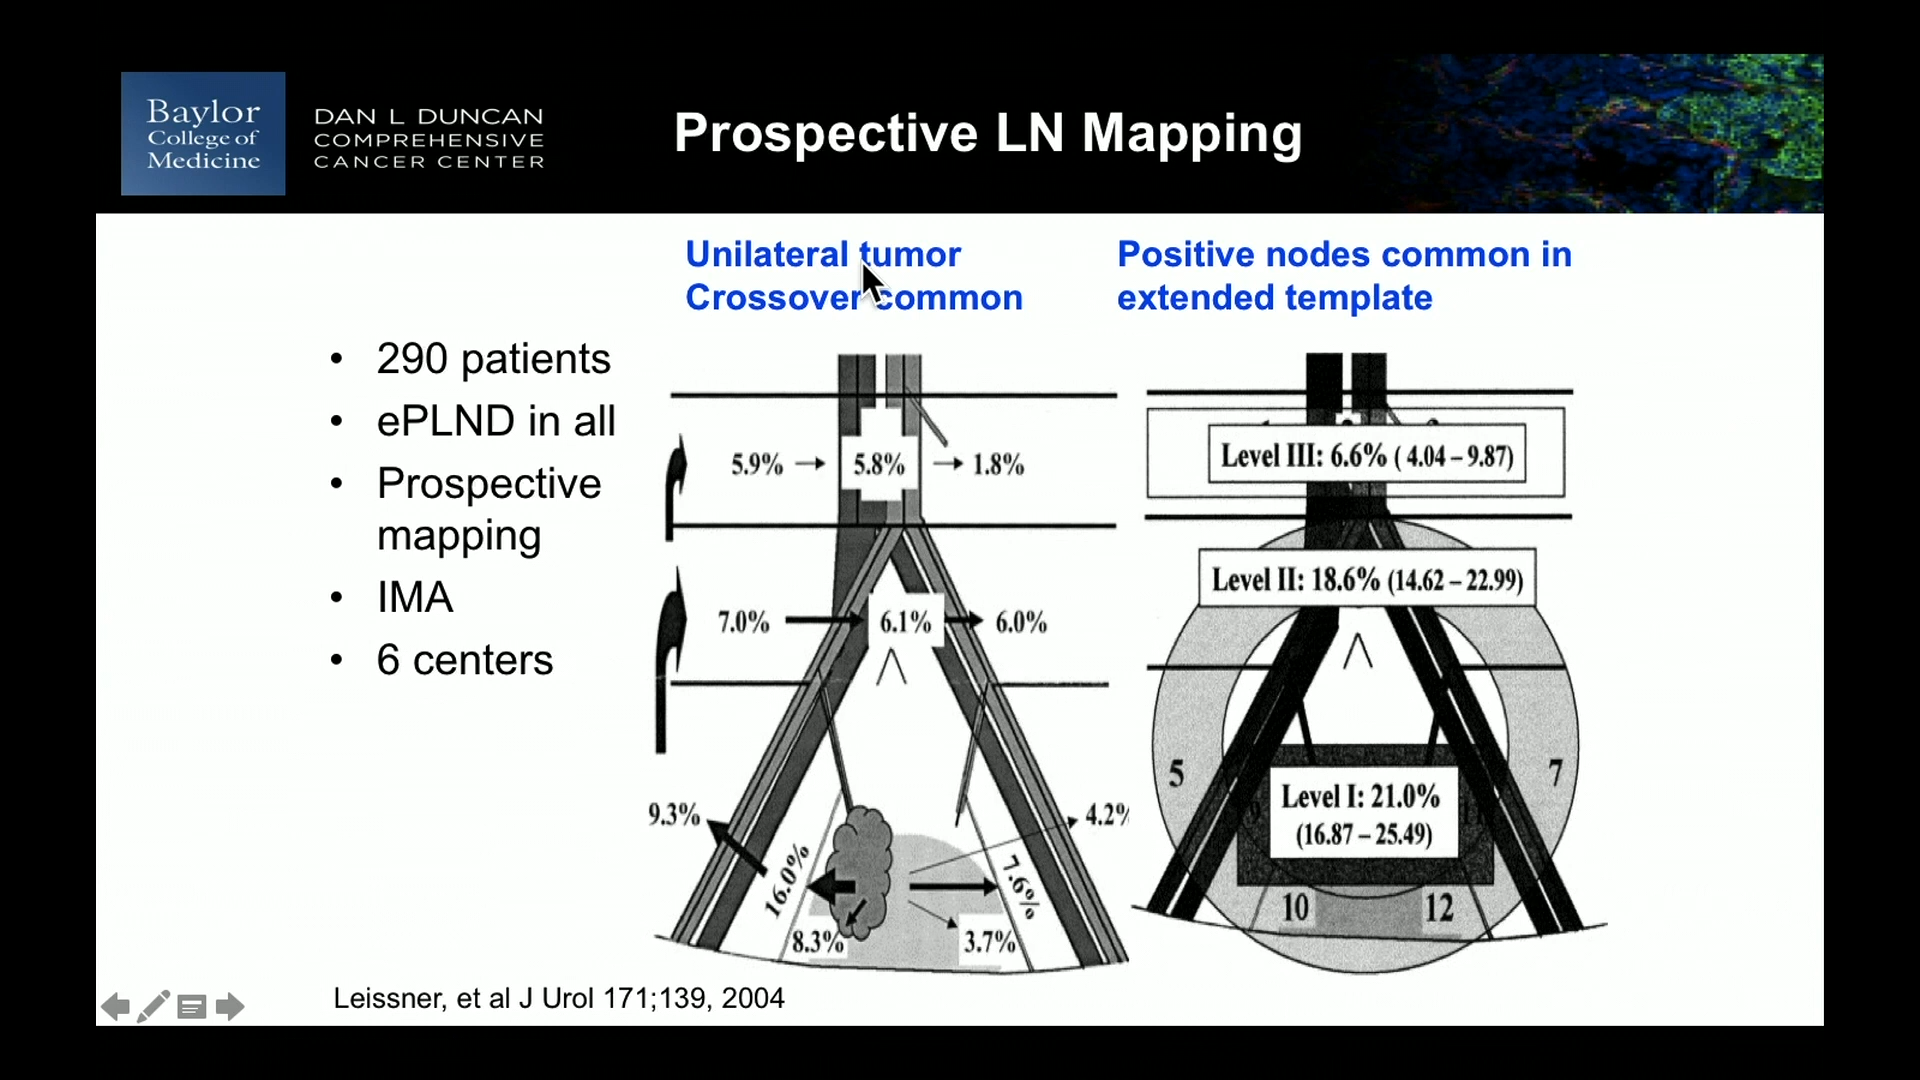 Baylor
College of
Medicine
DAN L DUNCAN
COMPREHENSIVE
CANCER CENTER
Prospective LN Mapping
Unilateral tumor
Crossover common
Positive nodes common in
extended template
• 290 patients
• ePLND in all
• Prospective
mapping
• IMA
• 6 centers
5.9% → 5.8% → 1.8%
7.0% 6.1% 6.0%
9.3%
16.0%
8.3%
4.2%
7.6%
3.7%
Level III: 6.6% ( 4.04 – 9.87)
Level II: 18.6% (14.62 – 22.99)
5
7
Level I: 21.0%
(16.87 – 25.49)
10
12
Leissner, et al J Urol 171;139, 2004